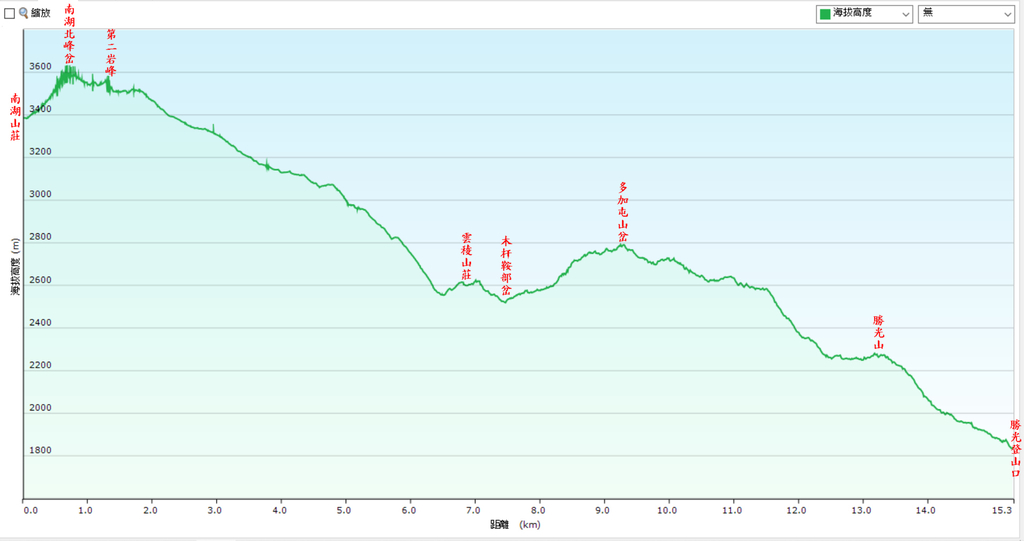 縮放
海拔高度
無
南湖北峰岔
第二岩峰
南湖山莊
雲稜山莊
木杆鞍部岔
多加屯山岔
勝光山
勝光登山口
海拔高度 (m)
3600
3400
3200
3000
2800
2600
2400
2200
2000
1800
0.0 1.0 2.0 3.0 4.0 5.0 6.0 7.0 8.0 9.0 10.0 11.0 12.0 13.0 14.0 15.3
距離 (km)